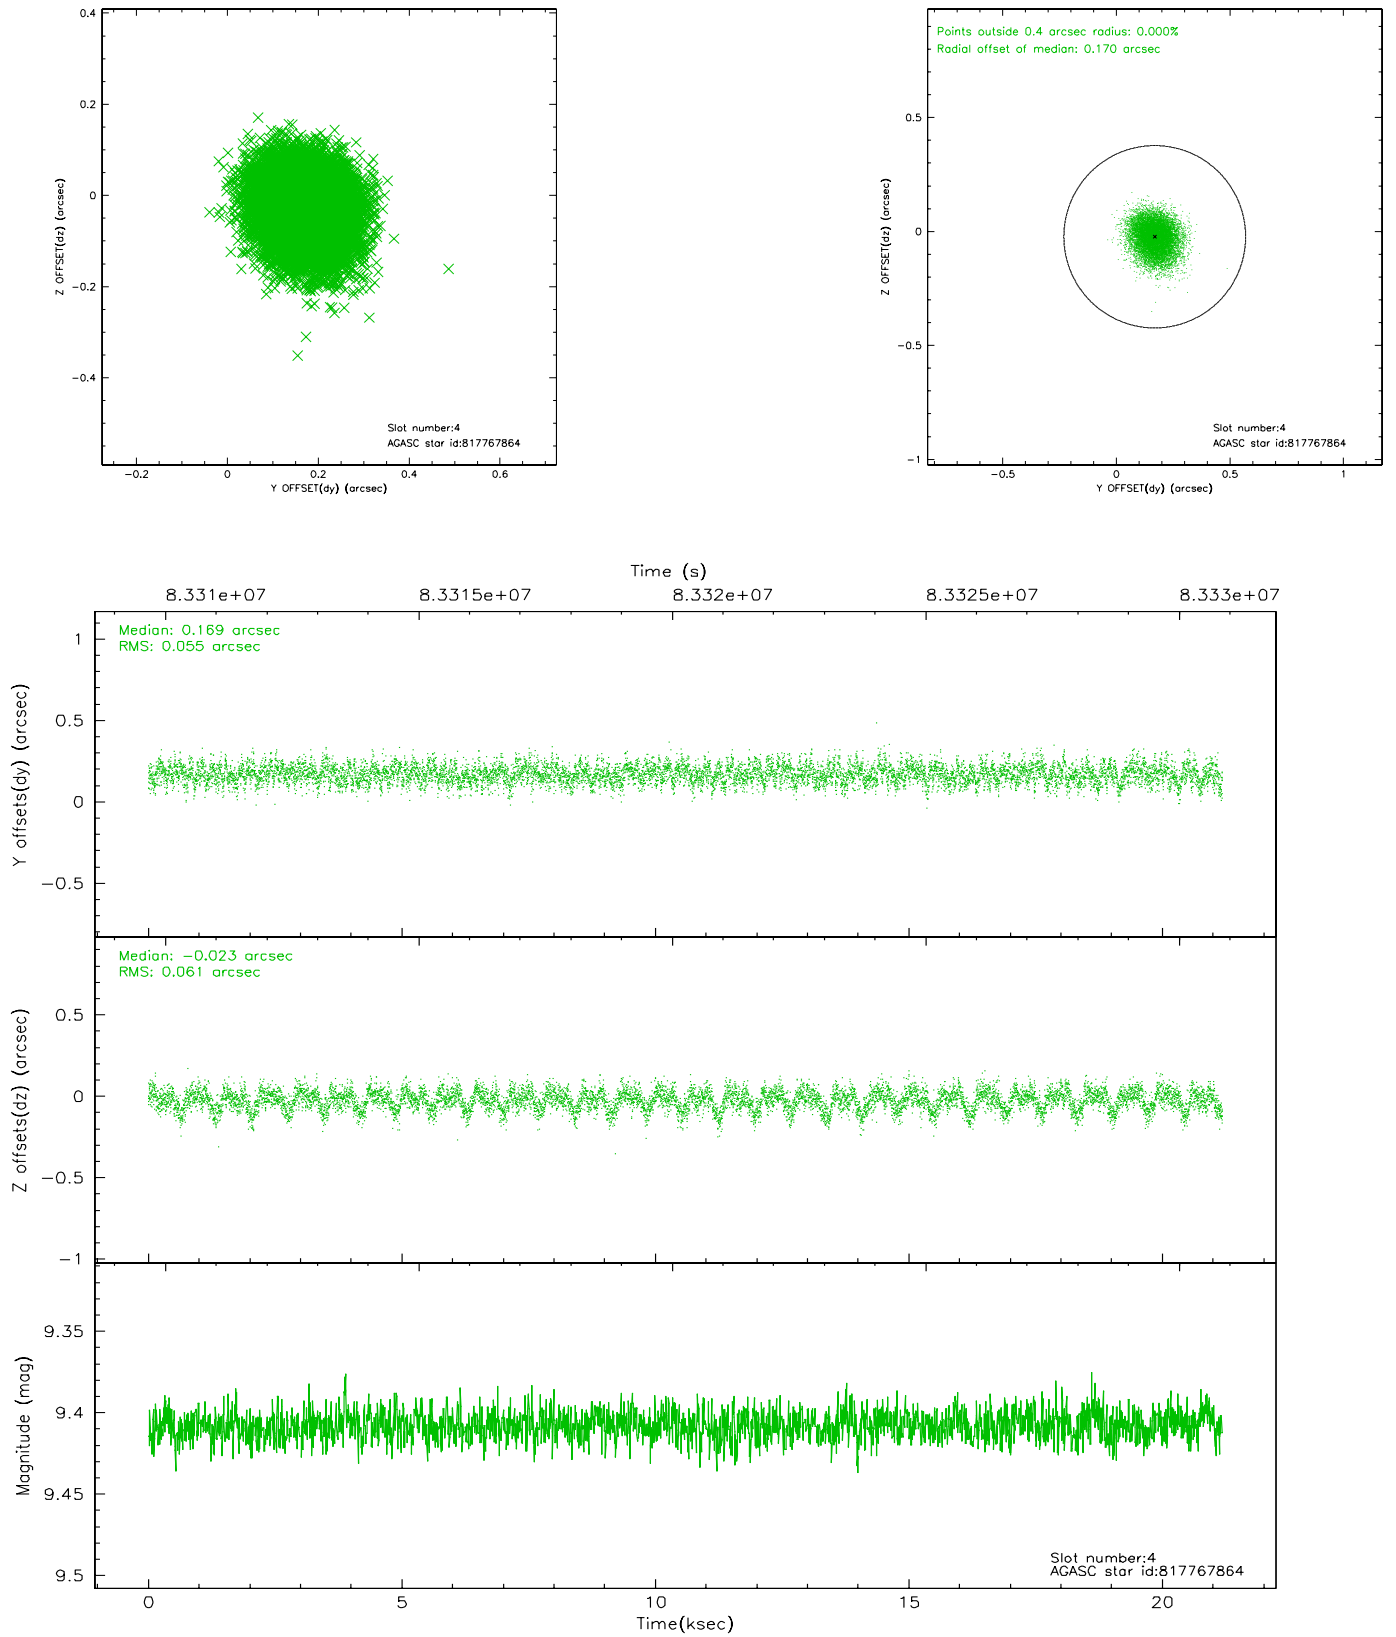 0.4
0.2
0
−0.2
−0.4
Z OFFSET(dz) (arcsec)
Slot number:4
AGASC star id:817767864
−0.2 0 0.2 0.4 0.6
Y OFFSET(dy) (arcsec)
Points outside 0.4 arcsec radius: 0.000%
Radial offset of median: 0.170 arcsec
0.5
0
−0.5
−1
Z OFFSET(dz) (arcsec)
Slot number:4
AGASC star id:817767864
−0.5 0 0.5 1
Y OFFSET(dy) (arcsec)
Time (s)
8.331e+07 8.3315e+07 8.332e+07 8.3325e+07 8.333e+07
Median: 0.169 arcsec
RMS: 0.055 arcsec
1
0.5
0
−0.5
Y offsets(dy) (arcsec)
Median: −0.023 arcsec
RMS: 0.061 arcsec
0.5
0
−0.5
−1
Z offsets(dz) (arcsec)
9.35
9.4
9.45
9.5
Magnitude (mag)
Slot number:4
AGASC star id:817767864
0 5 10 15 20
Time(ksec)